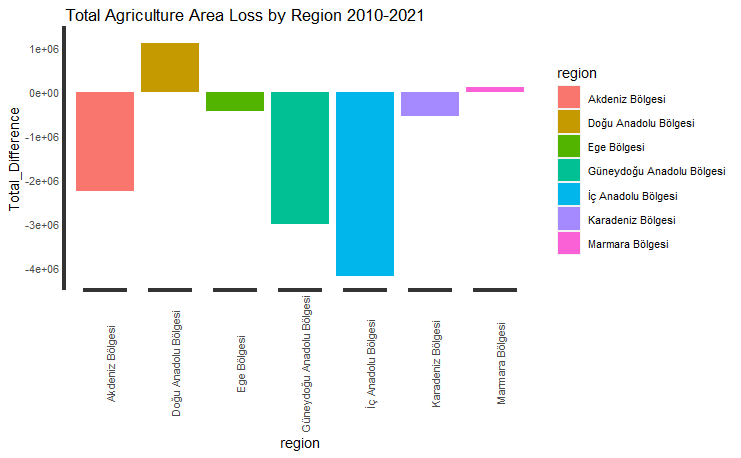 Total Agriculture Area Loss by Region 2010-2021
Total_Difference
1e+06
0e+00
-1e+06
-2e+06
-3e+06
-4e+06
Akdeniz Bölgesi
Doğu Anadolu Bölgesi
Ege Bölgesi
Güneydoğu Anadolu Bölgesi
İç Anadolu Bölgesi
Karadeniz Bölgesi
Marmara Bölgesi
region
region
Akdeniz Bölgesi
Doğu Anadolu Bölgesi
Ege Bölgesi
Güneydoğu Anadolu Bölgesi
İç Anadolu Bölgesi
Karadeniz Bölgesi
Marmara Bölgesi